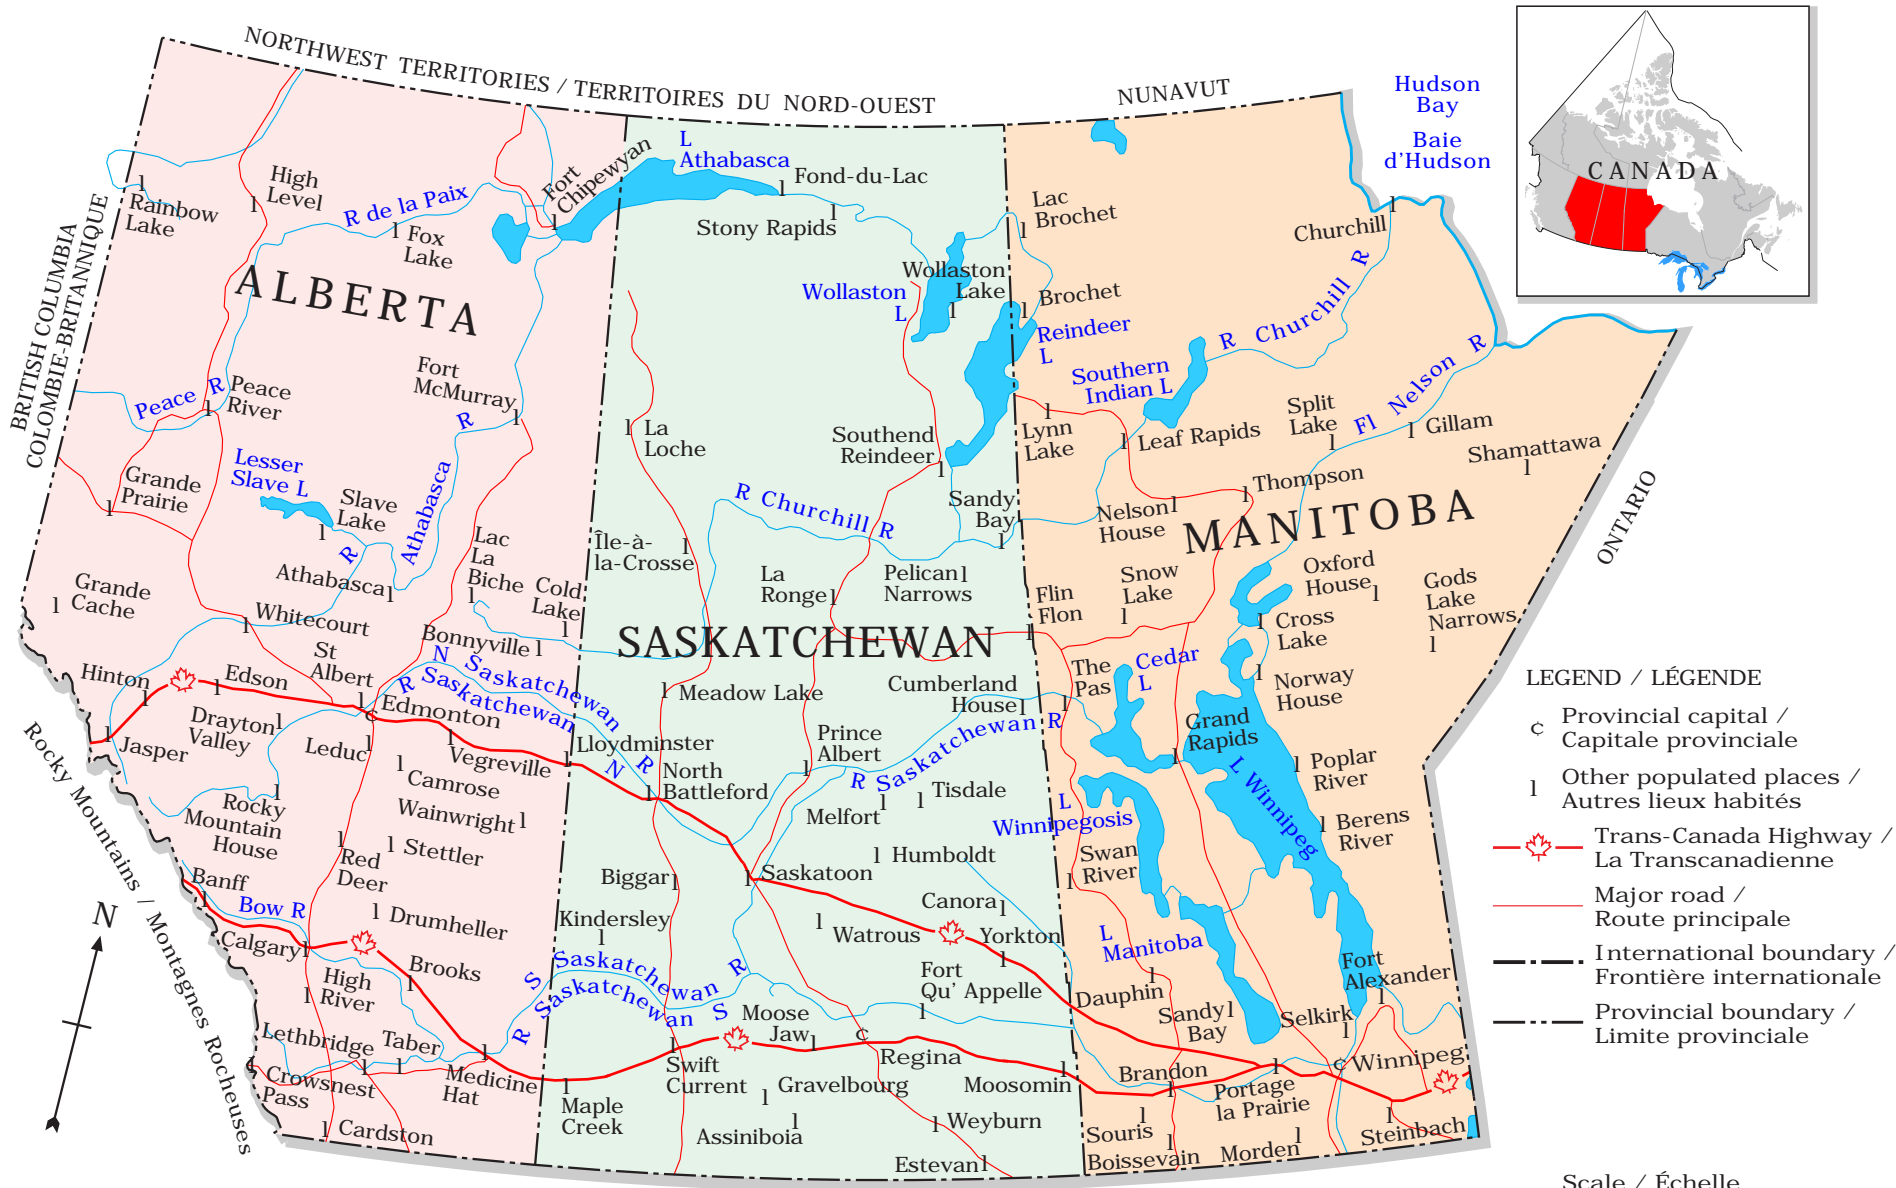 NORTHWEST TERRITORIES / TERRITOIRES DU NORD-OUEST
NUNAVUT
Hudson
Bay
Baie
d'Hudson
CANADA
BRITISH COLUMBIA
COLOMBIE-BRITANNIQUE
ONTARIO
Rocky Mountains / Montagnes Rocheuses
N
ALBERTA
Rainbow
Lake
High
Level
R de la Paix
Fox
Lake
Fort
Chipewyan
Peace R
Peace
River
Fort
McMurray
R
Athabasca
Lesser
Slave L
Slave
Lake
R
Grande
Prairie
Athabasca
Lac
La
Biche
Cold
Lake
Grande
Cache
Whitecourt
Bonnyville
St
Albert
N Saskatchewan
R Saskatchewan
N
R
Hinton
Edson
Edmonton
Jasper
Drayton
Valley
Leduc
Vegreville
Camrose
Wainwright
Rocky
Mountain
House
Red
Deer
Stettler
Banff
Bow R
Drumheller
Calgary
High
River
Brooks
Lethbridge
Taber
Crowsnest
Pass
Medicine
Hat
Cardston
SASKATCHEWAN
L
Athabasca
Fond-du-Lac
Stony Rapids
Wollaston
Lake
Wollaston
L
La
Loche
Southend
Reindeer
R Churchill R
Sandy
Bay
Île-à-
la-Crosse
La
Ronge
Pelican
Narrows
Meadow Lake
Cumberland
House
Lloydminster
North
Battleford
Prince
Albert
R Saskatchewan R
Tisdale
Melfort
Humboldt
Biggar
Saskatoon
Canora
Kindersley
Watrous
Yorkton
S Saskatchewan R
R Saskatchewan S
Fort
Qu' Appelle
Moose
Jaw
Regina
Swift
Current
Gravelbourg
Moosomin
Maple
Creek
Assiniboia
Weyburn
Estevan
MANITOBA
Lac
Brochet
Churchill
Brochet
Reindeer
L
R Churchill R
Southern
Indian L
Fl Nelson R
Lynn
Lake
Leaf Rapids
Split
Lake
Gillam
Shamattawa
Thompson
Nelson
House
Flin
Flon
Snow
Lake
Oxford
House
Gods
Lake
Narrows
Cross
Lake
The
Pas
Cedar
L
Norway
House
Grand
Rapids
Poplar
River
L Winnipeg
L
Winnipegosis
Berens
River
Swan
River
L
Manitoba
Fort
Alexander
Dauphin
Sandy
Bay
Selkirk
Winnipeg
Brandon
Portage
la Prairie
Souris
Boissevain
Morden
Steinbach
LEGEND / LÉGENDE
Provincial capital /
Capitale provinciale
Other populated places /
Autres lieux habités
Trans-Canada Highway /
La Transcanadienne
Major road /
Route principale
International boundary /
Frontière internationale
Provincial boundary /
Limite provinciale
Scale / Échelle